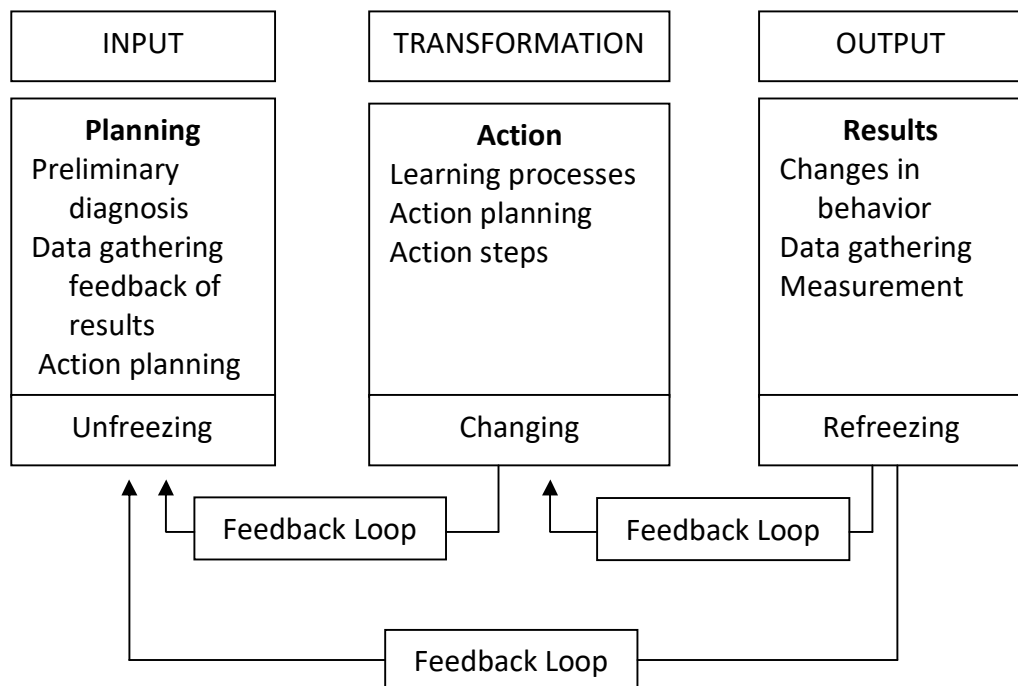 INPUT
TRANSFORMATION
OUTPUT
Planning
Preliminary
diagnosis
Data gathering
feedback of
results
Action planning
Unfreezing
Action
Learning processes
Action planning
Action steps
Changing
Results
Changes in
behavior
Data gathering
Measurement
Refreezing
Feedback Loop
Feedback Loop
Feedback Loop